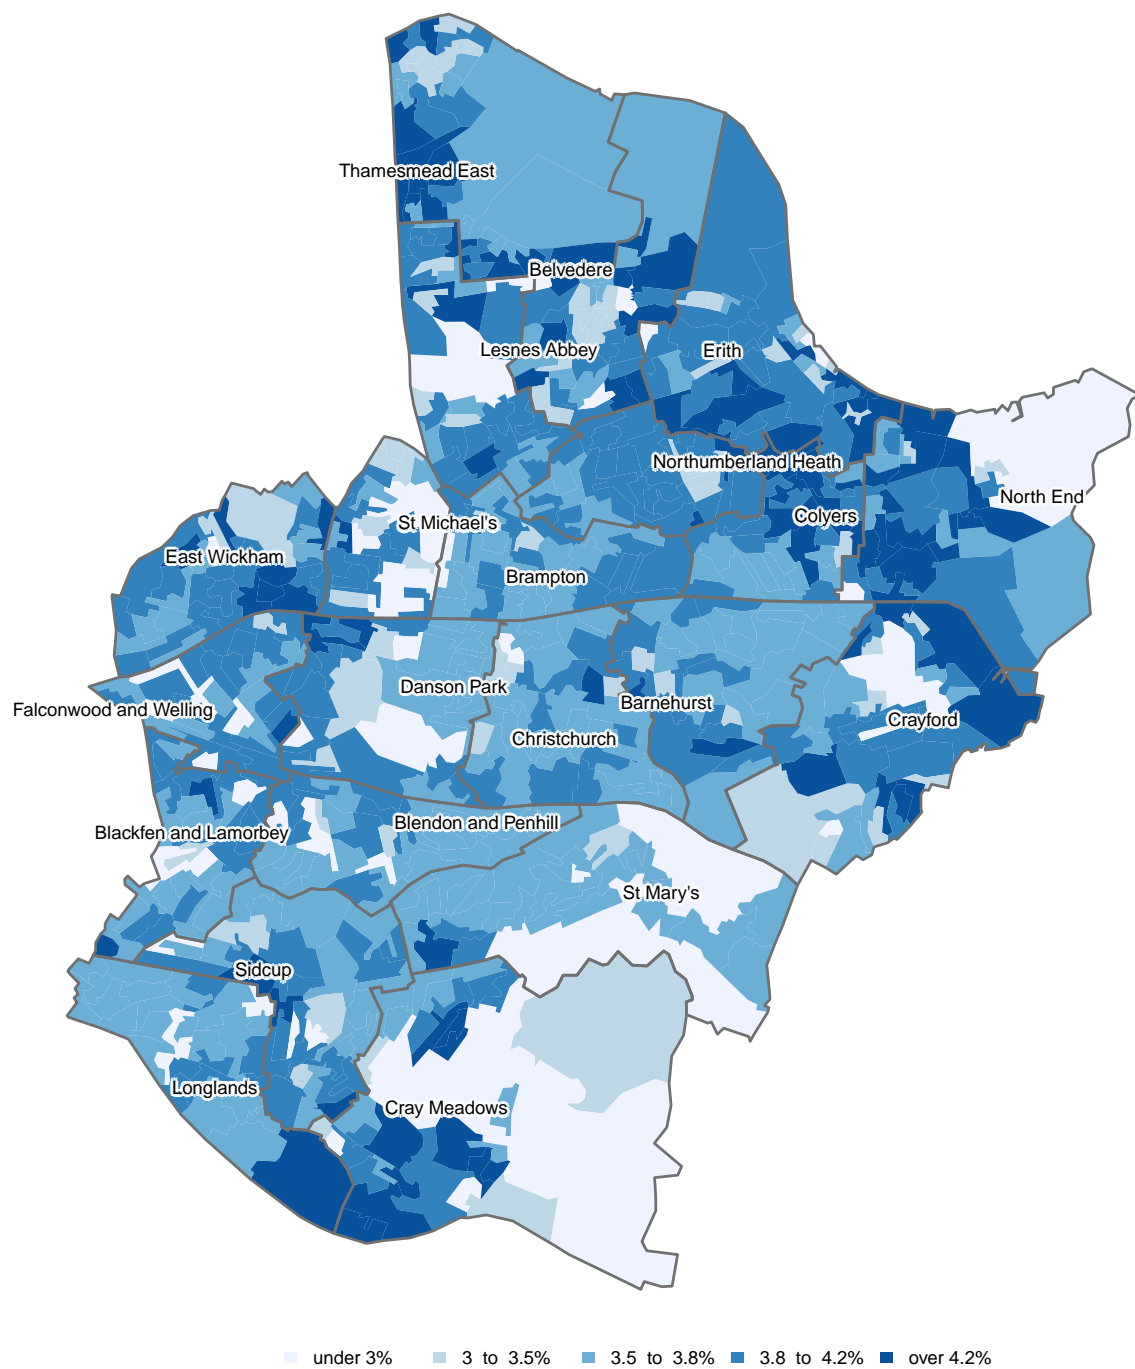 Thamesmead East
Belvedere
Lesnes Abbey
Erith
Northumberland Heath
North End
St Michael's
Colyers
East Wickham
Brampton
Danson Park
Falconwood and Welling
Barnehurst
Crayford
Christchurch
Blendon and Penhill
Blackfen and Lamorbey
St Mary's
Sidcup
Longlands
Cray Meadows
under 3% 3 to 3.5% 3.5 to 3.8% 3.8 to 4.2% over 4.2%